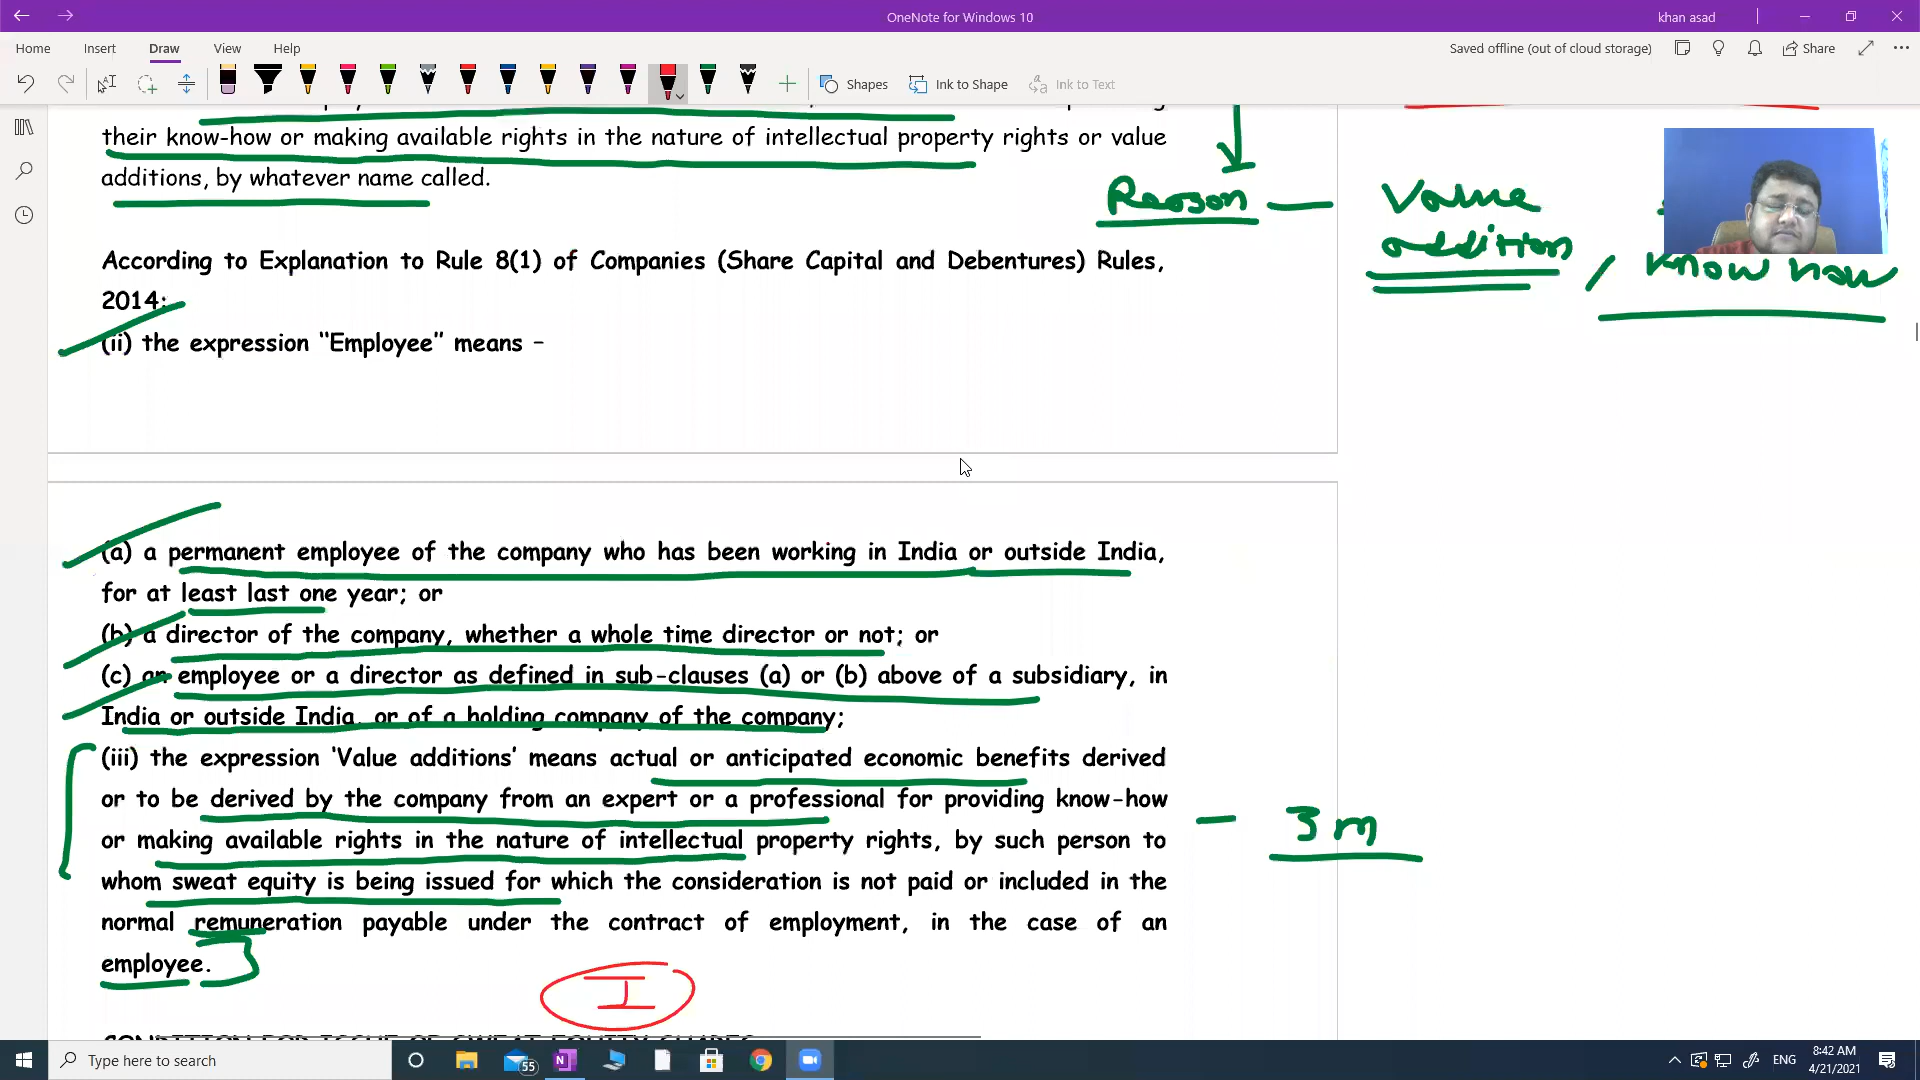 OneNote for Windows 10
khan asad
Home Insert Draw View Help
Saved offline (out of cloud storage)
Share
Shapes
Ink to Shape
Ink to Text
their know-how or making available rights in the nature of intellectual property rights or value
additions, by whatever name called.
Reason —
Value
addition / know how
According to Explanation to Rule 8(1) of Companies (Share Capital and Debentures) Rules,
2014:
(ii) the expression “Employee” means -
(a) a permanent employee of the company who has been working in India or outside India,
for at least last one year; or
(b) a director of the company, whether a whole time director or not; or
(c) an employee or a director as defined in sub-clauses (a) or (b) above of a subsidiary, in
India or outside India, or of a holding company of the company;
(iii) the expression ‘Value additions’ means actual or anticipated economic benefits derived
or to be derived by the company from an expert or a professional for providing know-how
or making available rights in the nature of intellectual property rights, by such person to
whom sweat equity is being issued for which the consideration is not paid or included in the
normal remuneration payable under the contract of employment, in the case of an
employee.
— 3m
I
CONDITION FOR ISSUE OF SWEAT EQUITY SHARES
Type here to search
55
ENG
8:42 AM
4/21/2021